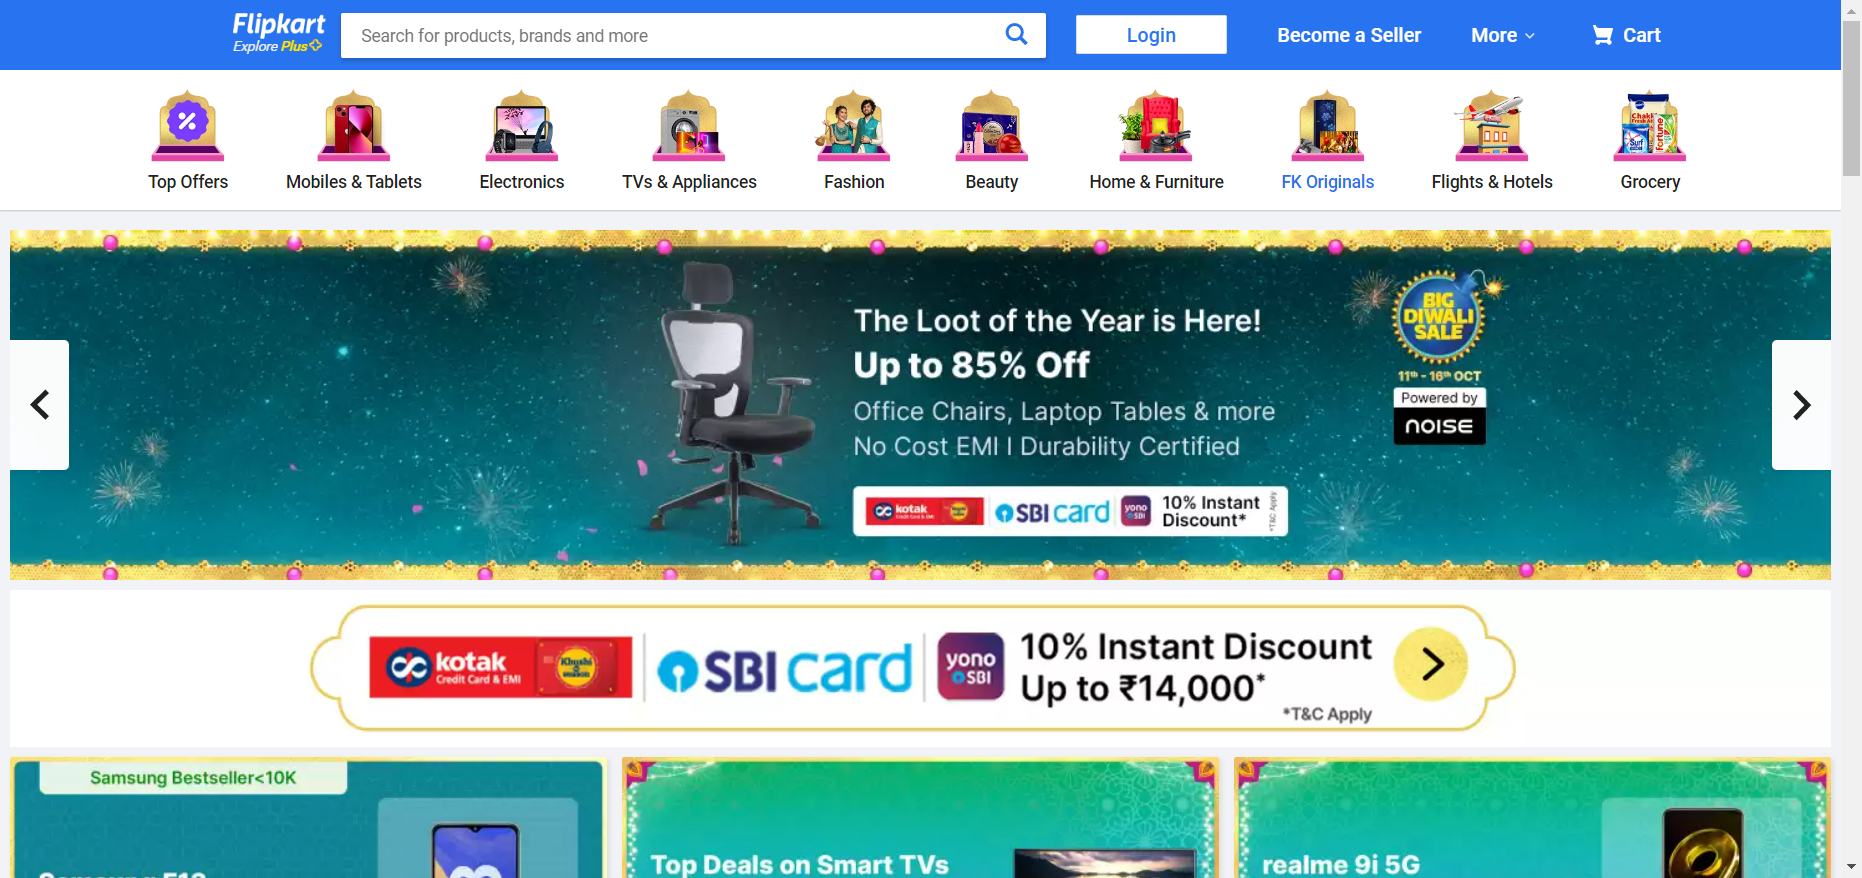 Flipkart
Explore Plus
Search for products, brands and more
Login
Become a Seller
More
Cart
Top Offers
Mobiles & Tablets
Electronics
TVs & Appliances
Fashion
Beauty
Home & Furniture
FK Originals
Flights & Hotels
Grocery
The Loot of the Year is Here!
Up to 85% Off
Office Chairs, Laptop Tables & more
No Cost EMI I Durability Certified
kotak
Credit Card & EMI
SBI card
yono
SBI
10% Instant
Discount*
*T&C Apply
BIG
DIWALI
SALE
11th - 16th OCT
Powered by
NOISE
kotak
Credit Card & EMI
Khushi
SBI card
yono
SBI
10% Instant Discount
Up to ₹14,000*
*T&C Apply
Samsung Bestseller<10K
Top Deals on Smart TVs
realme 9i 5G